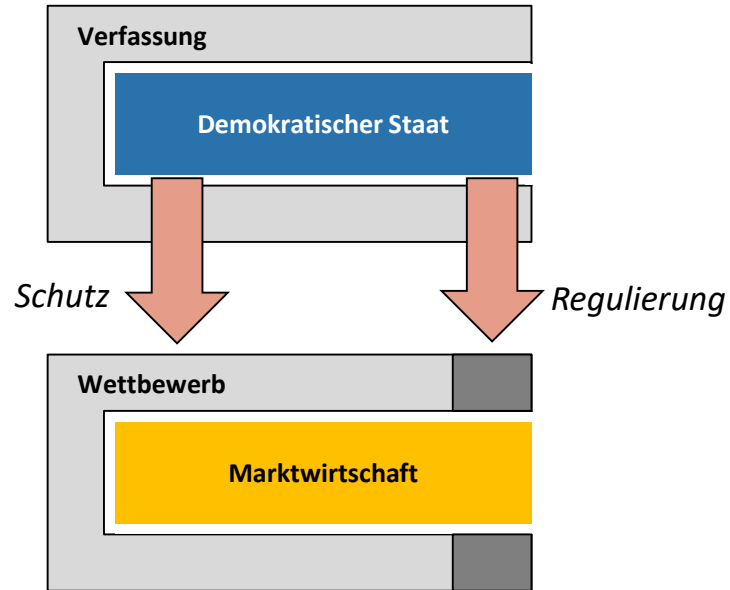 Verfassung
Demokratischer Staat
Schutz
Regulierung
Wettbewerb
Marktwirtschaft